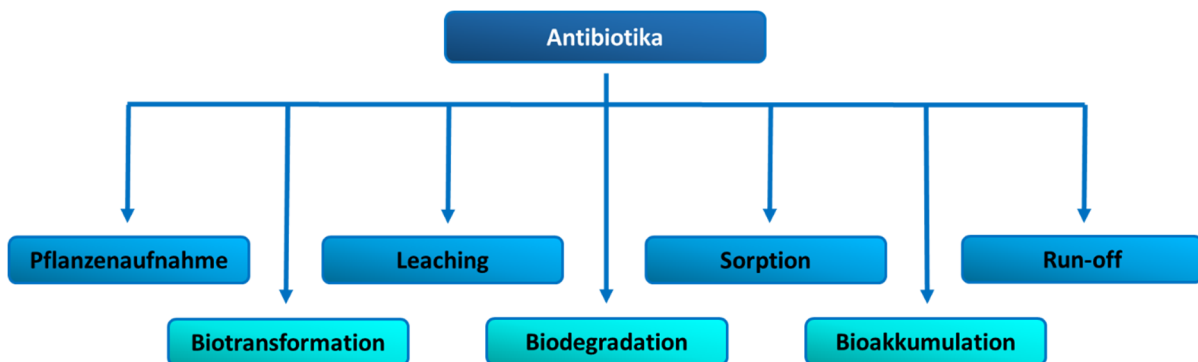 Antibiotika
Pflanzenaufnahme
Leaching
Sorption
Run-off
Biotransformation
Biodegradation
Bioakkumulation